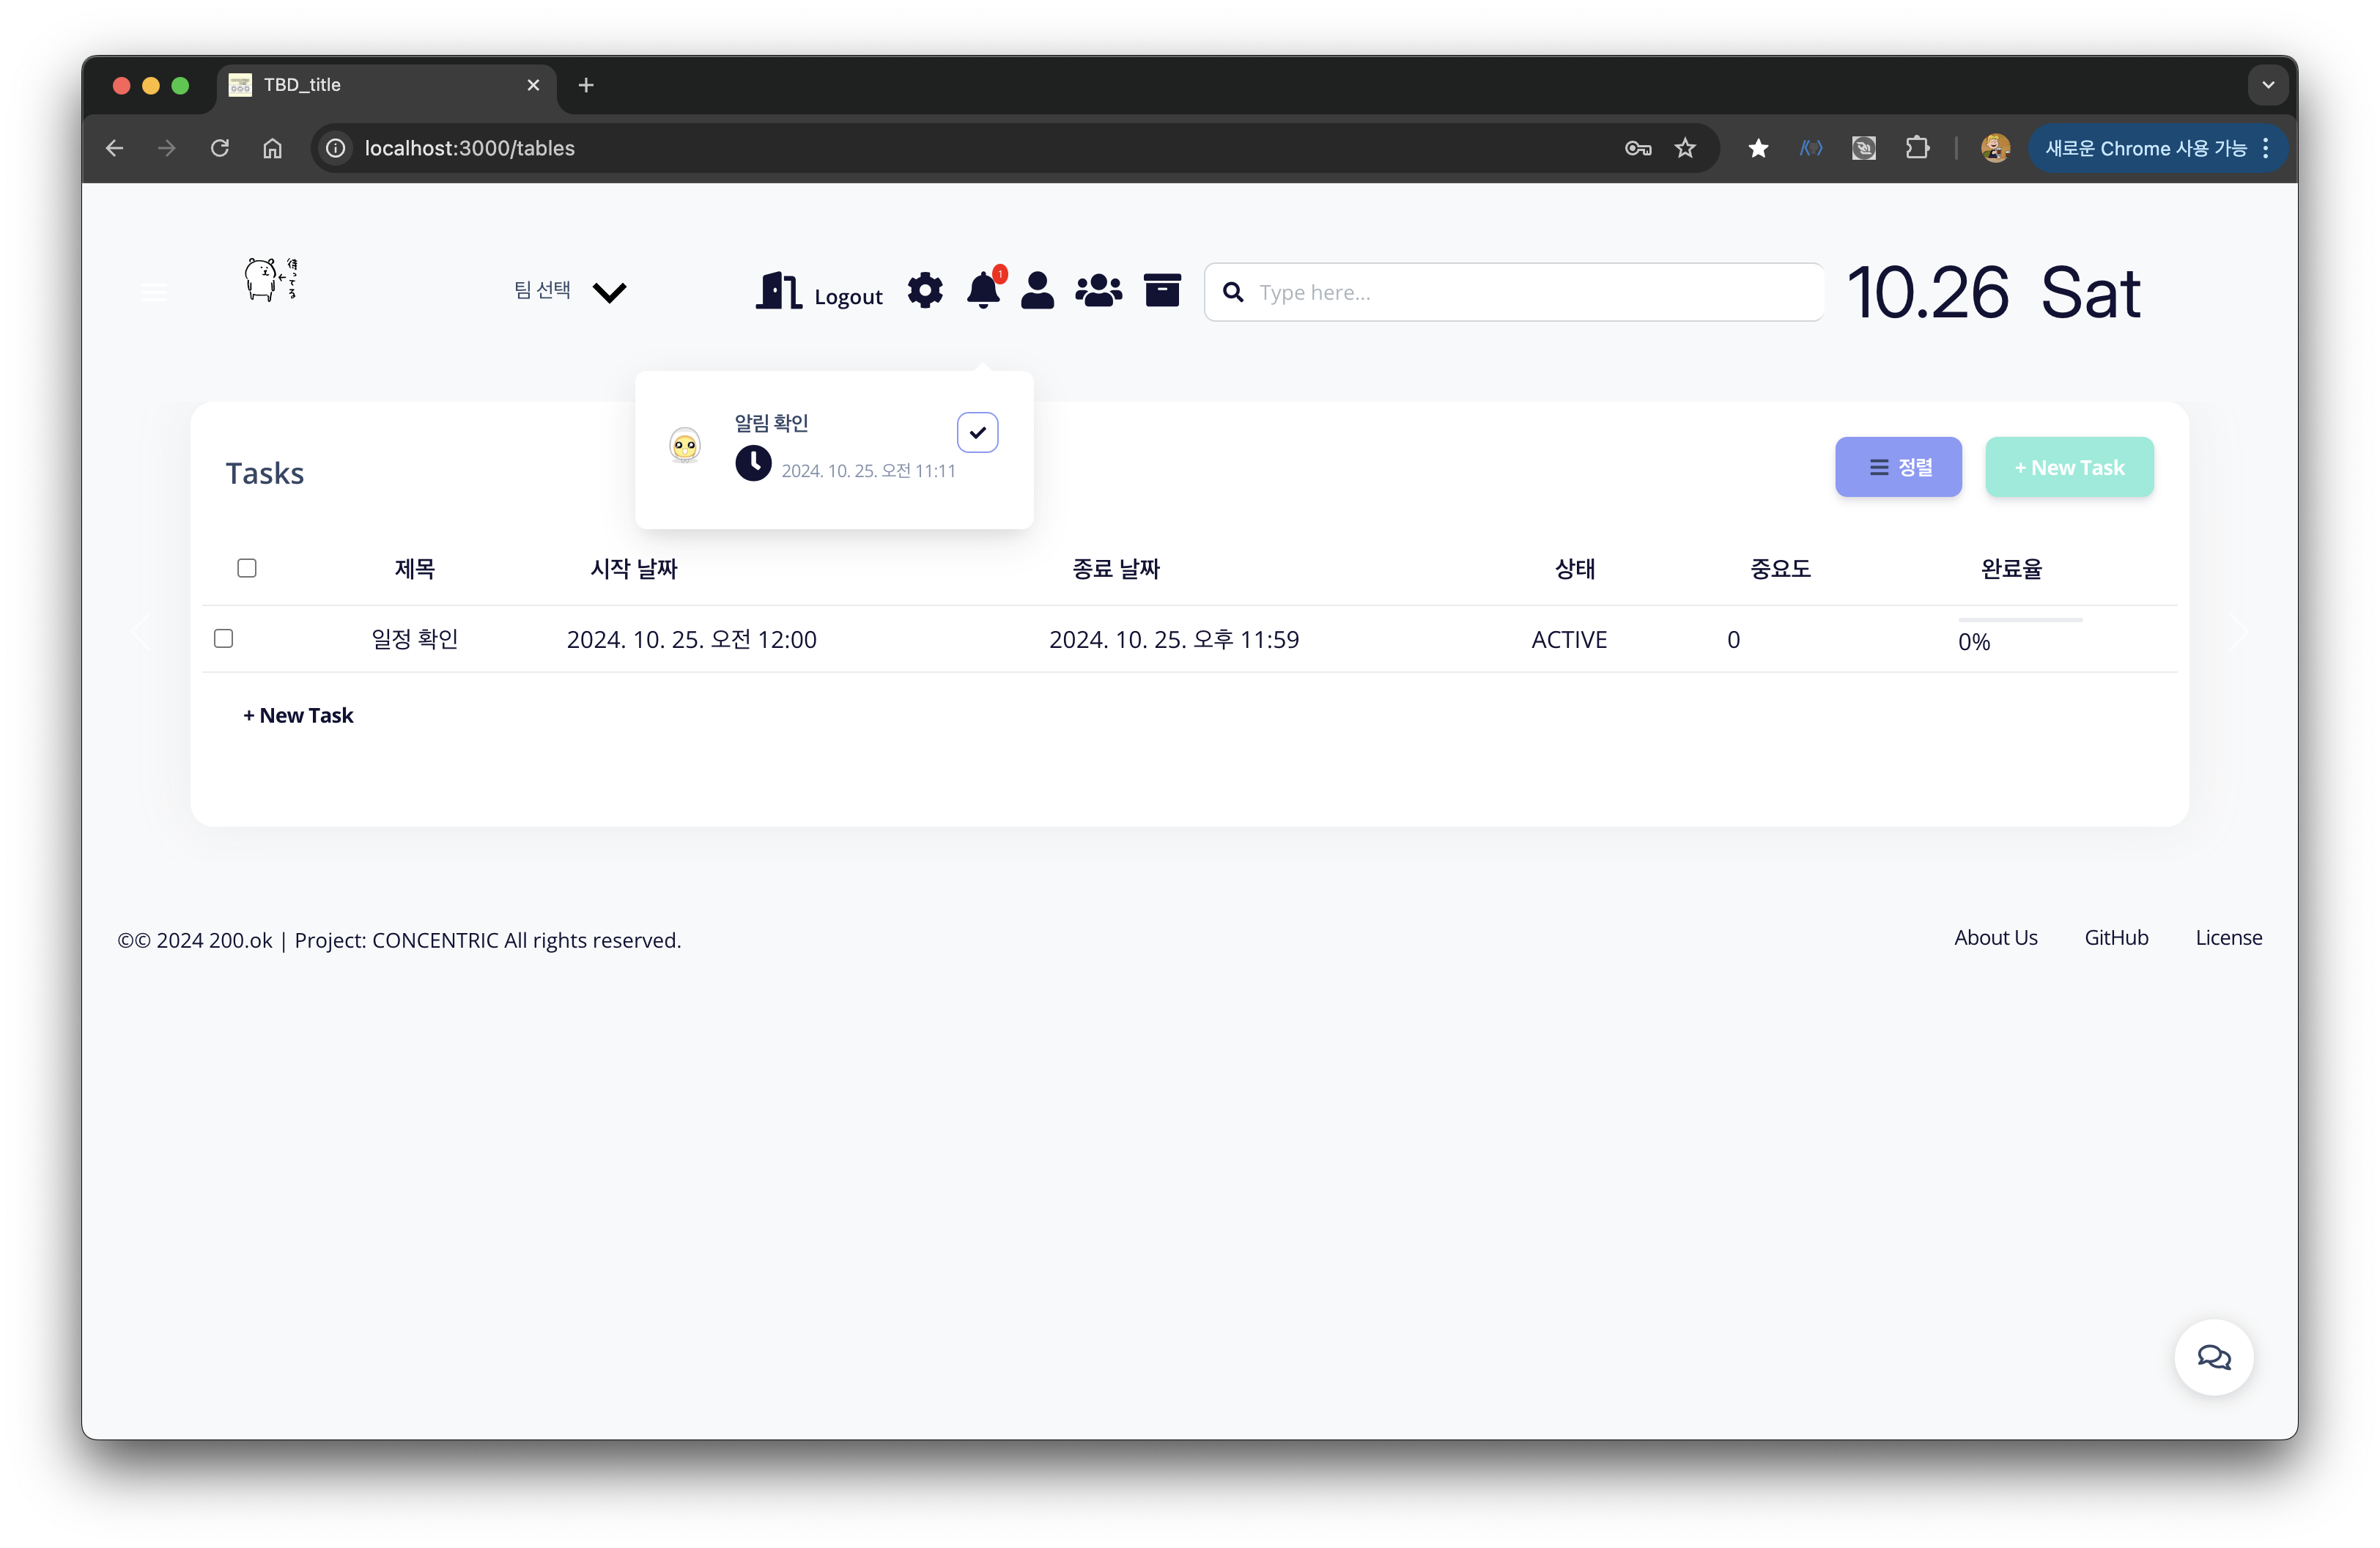 TBD_title
localhost:3000/tables
새로운 Chrome 사용 가능
待ってる
팀 선택
Logout
1
Type here...
10.26 Sat
알림 확인
2024. 10. 25. 오전 11:11
Tasks
정렬
+ New Task
제목 시작 날짜 종료 날짜 상태 중요도 완료율
일정 확인 2024. 10. 25. 오전 12:00 2024. 10. 25. 오후 11:59 ACTIVE 0 0%
+ New Task
©© 2024 200.ok | Project: CONCENTRIC All rights reserved.
About Us GitHub License